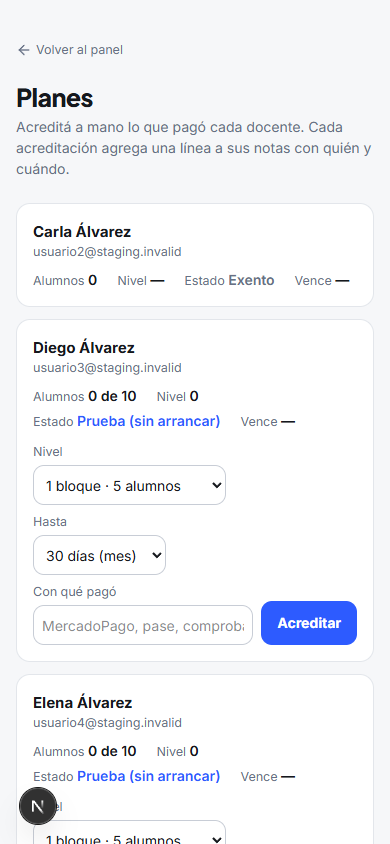 Volver al panel
Planes
Acreditá a mano lo que pagó cada docente. Cada
acreditación agrega una línea a sus notas con quién y
cuándo.
Carla Álvarez
usuario2@staging.invalid
Alumnos 0 Nivel — Estado Exento Vence —
Diego Álvarez
usuario3@staging.invalid
Alumnos 0 de 10 Nivel 0
Estado Prueba (sin arrancar) Vence —
Nivel
1 bloque · 5 alumnos
Hasta
30 días (mes)
Con qué pagó
MercadoPago, pase, comproba
Acreditar
Elena Álvarez
usuario4@staging.invalid
Alumnos 0 de 10 Nivel 0
Estado Prueba (sin arrancar) Vence —
N
1 bloque · 5 alumnos